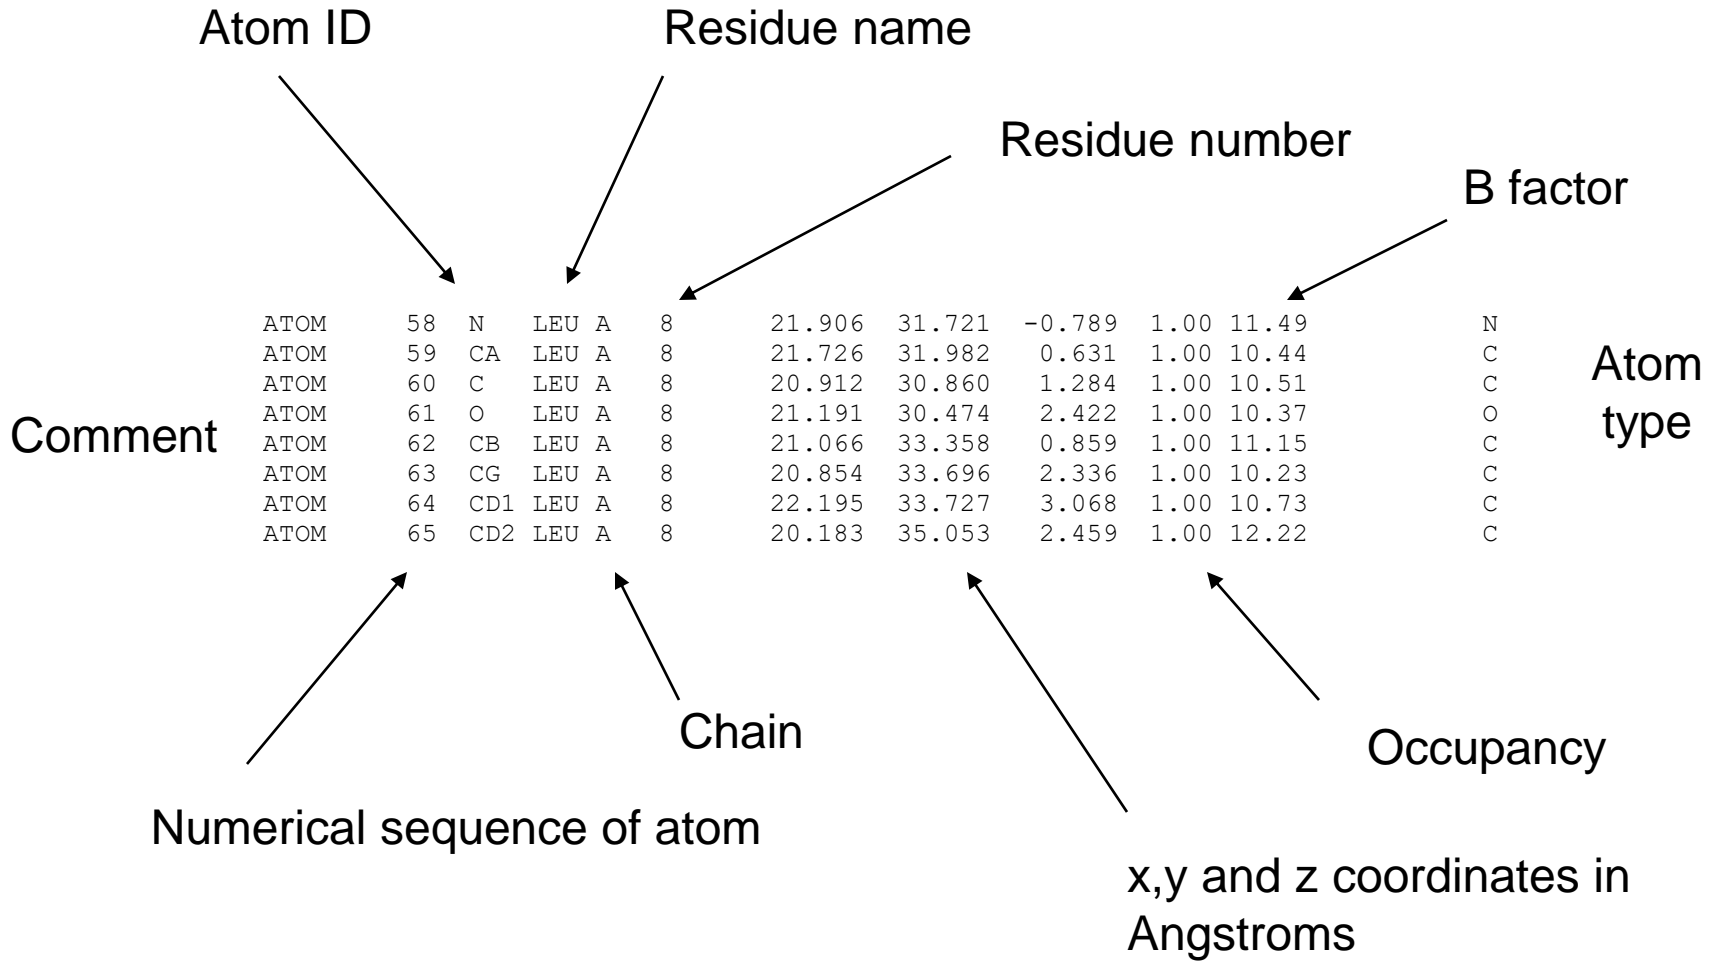 Atom ID
Residue name
Residue number
B factor
ATOM 58 N LEU A 8 21.906 31.721 -0.789 1.00 11.49 N
ATOM 59 CA LEU A 8 21.726 31.982 0.631 1.00 10.44 C
ATOM 60 C LEU A 8 20.912 30.860 1.284 1.00 10.51 C
ATOM 61 O LEU A 8 21.191 30.474 2.422 1.00 10.37 O
ATOM 62 CB LEU A 8 21.066 33.358 0.859 1.00 11.15 C
ATOM 63 CG LEU A 8 20.854 33.696 2.336 1.00 10.23 C
ATOM 64 CD1 LEU A 8 22.195 33.727 3.068 1.00 10.73 C
ATOM 65 CD2 LEU A 8 20.183 35.053 2.459 1.00 12.22 C
Comment
Atom
type
Chain
Occupancy
Numerical sequence of atom
x,y and z coordinates in
Angstroms